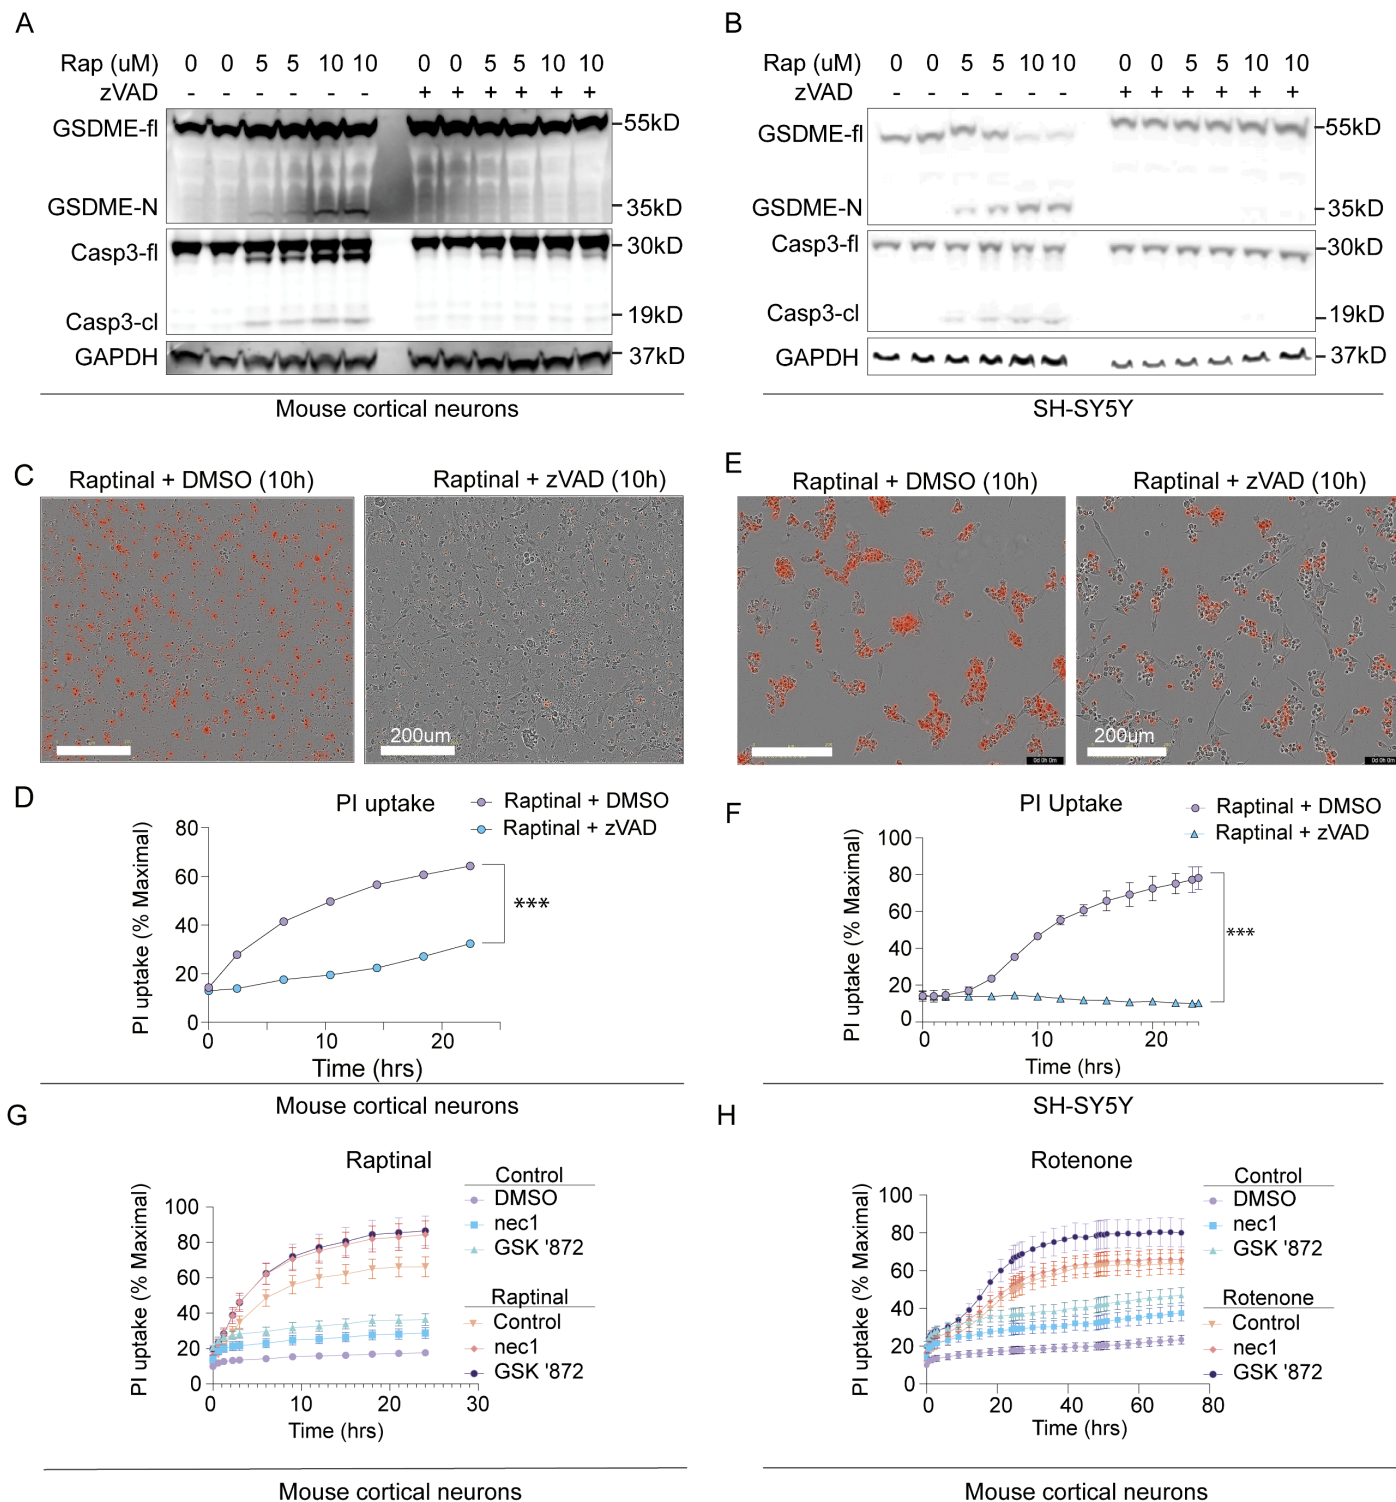 A
Rap (uM) 0 0 5 5 10 10 0 0 5 5 10 10
zVAD - - - - - - + + + + + +
GSDME-fl
55kD
GSDME-N
35kD
Casp3-fl
30kD
Casp3-cl
19kD
GAPDH
37kD
Mouse cortical neurons
B
Rap (uM) 0 0 5 5 10 10 0 0 5 5 10 10
zVAD - - - - - - + + + + + +
GSDME-fl
55kD
GSDME-N
35kD
Casp3-fl
30kD
Casp3-cl
19kD
GAPDH
37kD
SH-SY5Y
C
Raptinal + DMSO (10h)
Raptinal + zVAD (10h)
200um
E
Raptinal + DMSO (10h)
Raptinal + zVAD (10h)
200um
0d 0h 0m
0d 0h 0m
D
PI uptake
Raptinal + DMSO
Raptinal + zVAD
PI uptake (% Maximal)
80
60
40
20
0
***
0 10 20
Time (hrs)
Mouse cortical neurons
F
PI Uptake
Raptinal + DMSO
Raptinal + zVAD
PI uptake (% Maximal)
100
80
60
40
20
0
***
0 10 20
Time (hrs)
SH-SY5Y
G
Raptinal
PI uptake (% Maximal)
100
80
60
40
20
0
0 10 20 30
Time (hrs)
Control
DMSO
nec1
GSK '872
Raptinal
Control
nec1
GSK '872
Mouse cortical neurons
H
Rotenone
PI uptake (% Maximal)
100
80
60
40
20
0
0 20 40 60 80
Time (hrs)
Control
DMSO
nec1
GSK '872
Rotenone
Control
nec1
GSK '872
Mouse cortical neurons